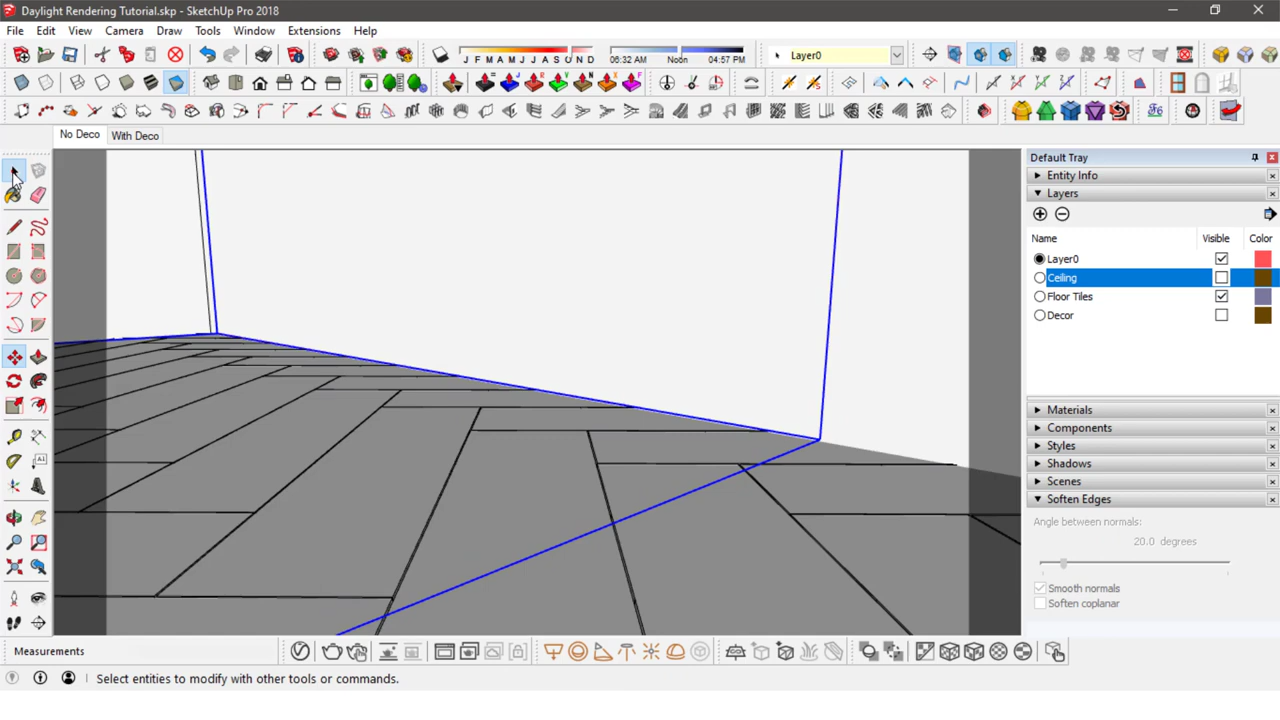 Daylight Rendering Tutorial.skp - SketchUp Pro 2018
File Edit View Camera Draw Tools Window Extensions Help
J F M A M J J A S O N D 06:32 AM Noon 04:57 PM Layer0
No Deco With Deco
Default Tray
Entity Info
Layers
Name Visible Color
Layer0
Ceiling
Floor Tiles
Decor
Materials
Components
Styles
Shadows
Scenes
Soften Edges
Angle between normals:
20.0 degrees
Smooth normals
Soften coplanar
Measurements
Select entities to modify with other tools or commands.